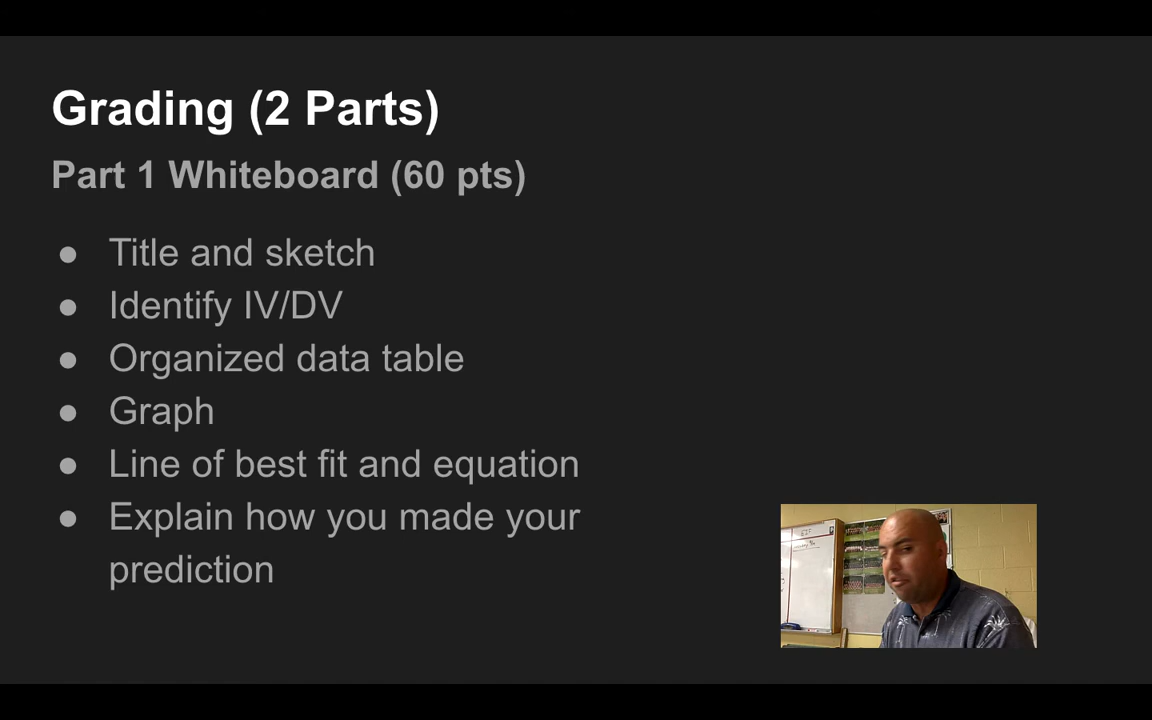 Grading (2 Parts)
Part 1 Whiteboard (60 pts)
● Title and sketch
● Identify IV/DV
● Organized data table
● Graph
● Line of best fit and equation
● Explain how you made your
prediction